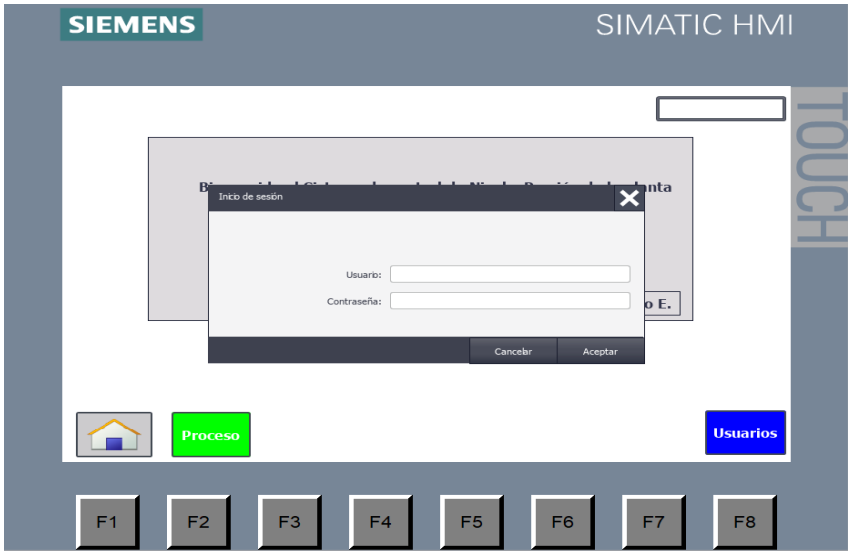 SIEMENS
SIMATIC HMI
TOUCH
nta
Inicio de sesión
Usuario:
Contraseña:
o E.
Cancelar
Aceptar
Proceso
Usuarios
F1
F2
F3
F4
F5
F6
F7
F8